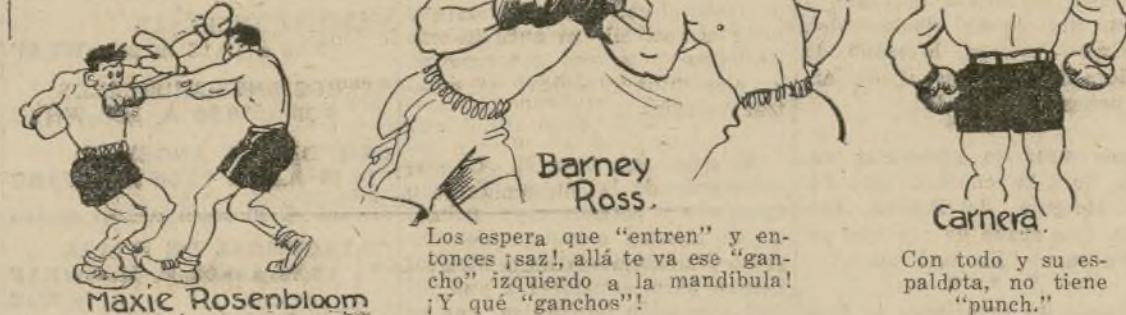 Maxie Rosenbloom
Barney
Ross.
Los espera que "entren" y en-
tonces ¡saz!, allá te va ese "gan-
cho" izquierdo a la mandíbula!
¡Y qué "ganchos"!
Carnera.
Con todo y su es-
paldota, no tiene
"punch."